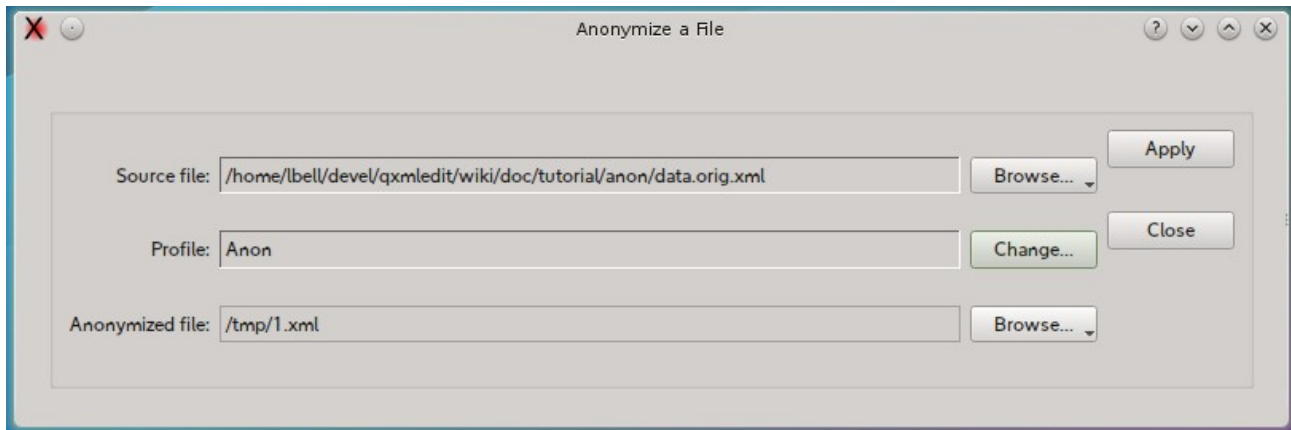 Anonymize a File
Source file: /home/lbell/devel/qxmledit/wiki/doc/tutorial/anon/data.orig.xml Browse... Apply
Profile: Anon Change... Close
Anonymized file: /tmp/1.xml Browse...